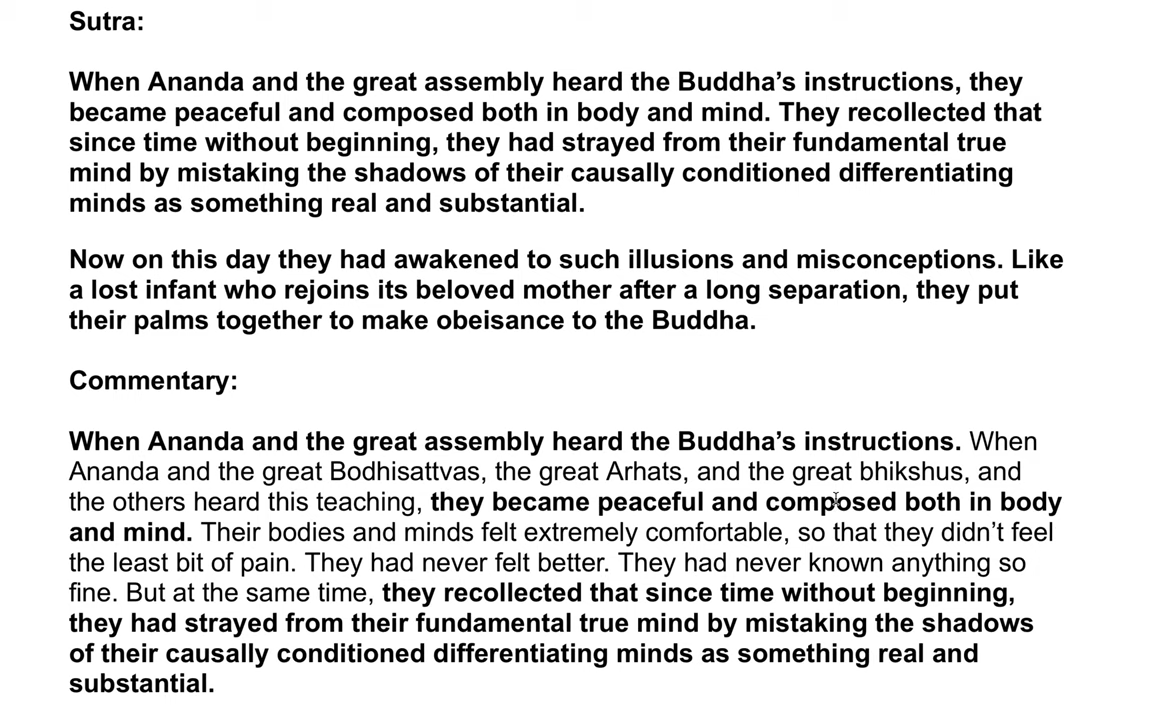 Sutra:
When Ananda and the great assembly heard the Buddha’s instructions, they
became peaceful and composed both in body and mind. They recollected that
since time without beginning, they had strayed from their fundamental true
mind by mistaking the shadows of their causally conditioned differentiating
minds as something real and substantial.
Now on this day they had awakened to such illusions and misconceptions. Like
a lost infant who rejoins its beloved mother after a long separation, they put
their palms together to make obeisance to the Buddha.
Commentary:
When Ananda and the great assembly heard the Buddha’s instructions. When
Ananda and the great Bodhisattvas, the great Arhats, and the great bhikshus, and
the others heard this teaching, they became peaceful and composed both in body
and mind. Their bodies and minds felt extremely comfortable, so that they didn’t feel
the least bit of pain. They had never felt better. They had never known anything so
fine. But at the same time, they recollected that since time without beginning,
they had strayed from their fundamental true mind by mistaking the shadows
of their causally conditioned differentiating minds as something real and
substantial.